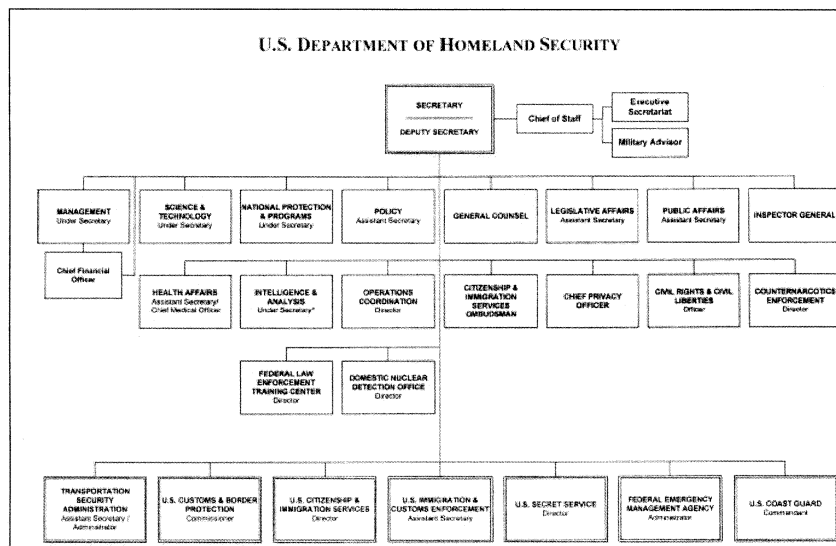 U.S. DEPARTMENT OF HOMELAND SECURITY
SECRETARY
DEPUTY SECRETARY
Chief of Staff
Executive
Secretariat
Military Advisor
MANAGEMENT
Under Secretary
SCIENCE &
TECHNOLOGY
Under Secretary
NATIONAL PROTECTION
& PROGRAMS
Under Secretary
POLICY
Assistant Secretary
GENERAL COUNSEL
LEGISLATIVE AFFAIRS
Assistant Secretary
PUBLIC AFFAIRS
Assistant Secretary
INSPECTOR GENERAL
Chief Financial
Officer
HEALTH AFFAIRS
Assistant Secretary/
Chief Medical Officer
INTELLIGENCE &
ANALYSIS
Under Secretary*
OPERATIONS
COORDINATION
Director
CITIZENSHIP &
IMMIGRATION
SERVICES
OMBUDSMAN
CHIEF PRIVACY
OFFICER
CIVIL RIGHTS & CIVIL
LIBERTIES
Officer
COUNTERNARCOTICS
ENFORCEMENT
Director
FEDERAL LAW
ENFORCEMENT
TRAINING CENTER
Director
DOMESTIC NUCLEAR
DETECTION OFFICE
Director
TRANSPORTATION
SECURITY
ADMINISTRATION
Assistant Secretary /
Administrator
U.S. CUSTOMS & BORDER
PROTECTION
Commissioner
U.S. CITIZENSHIP &
IMMIGRATION SERVICES
Director
U.S. IMMIGRATION &
CUSTOMS ENFORCEMENT
Assistant Secretary
U.S. SECRET SERVICE
Director
FEDERAL EMERGENCY
MANAGEMENT AGENCY
Administrator
U.S. COAST GUARD
Commandant